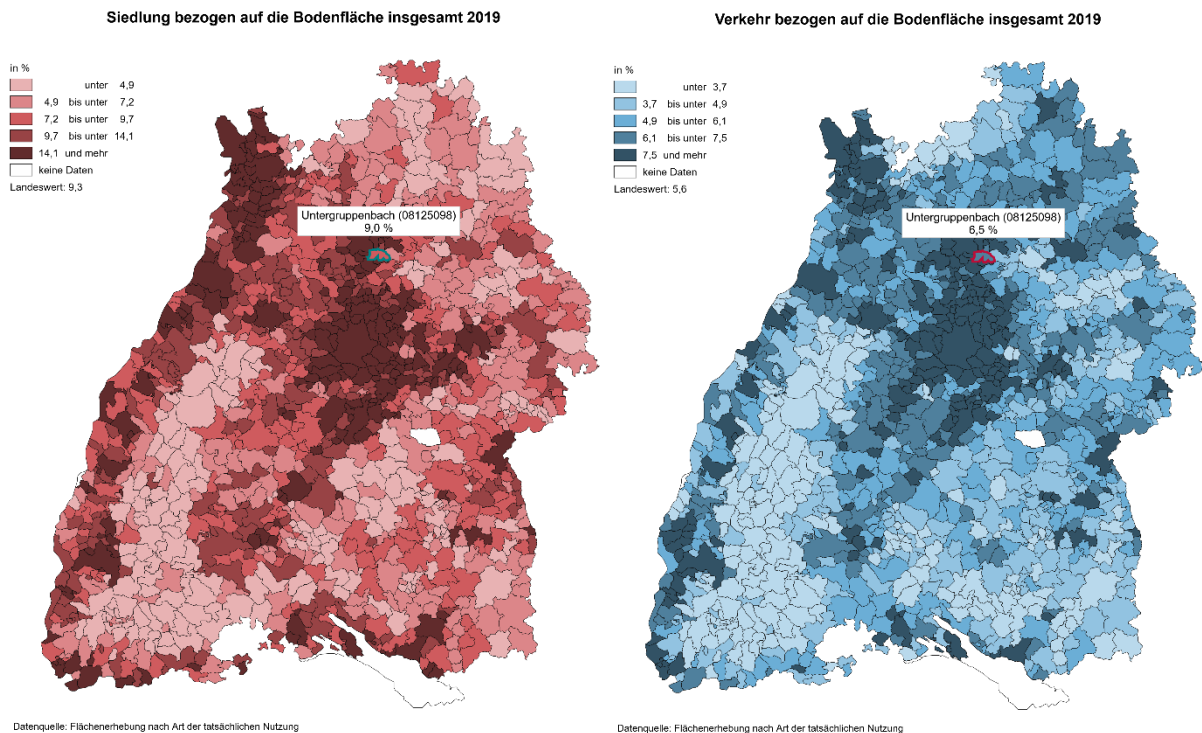 Siedlung bezogen auf die Bodenfläche insgesamt 2019
in %
unter 4,9
4,9 bis unter 7,2
7,2 bis unter 9,7
9,7 bis unter 14,1
14,1 und mehr
keine Daten
Landeswert: 9,3
Untergruppenbach (08125098)
9,0 %
Datenquelle: Flächenerhebung nach Art der tatsächlichen Nutzung
Verkehr bezogen auf die Bodenfläche insgesamt 2019
in %
unter 3,7
3,7 bis unter 4,9
4,9 bis unter 6,1
6,1 bis unter 7,5
7,5 und mehr
keine Daten
Landeswert: 5,6
Untergruppenbach (08125098)
6,5 %
Datenquelle: Flächenerhebung nach Art der tatsächlichen Nutzung